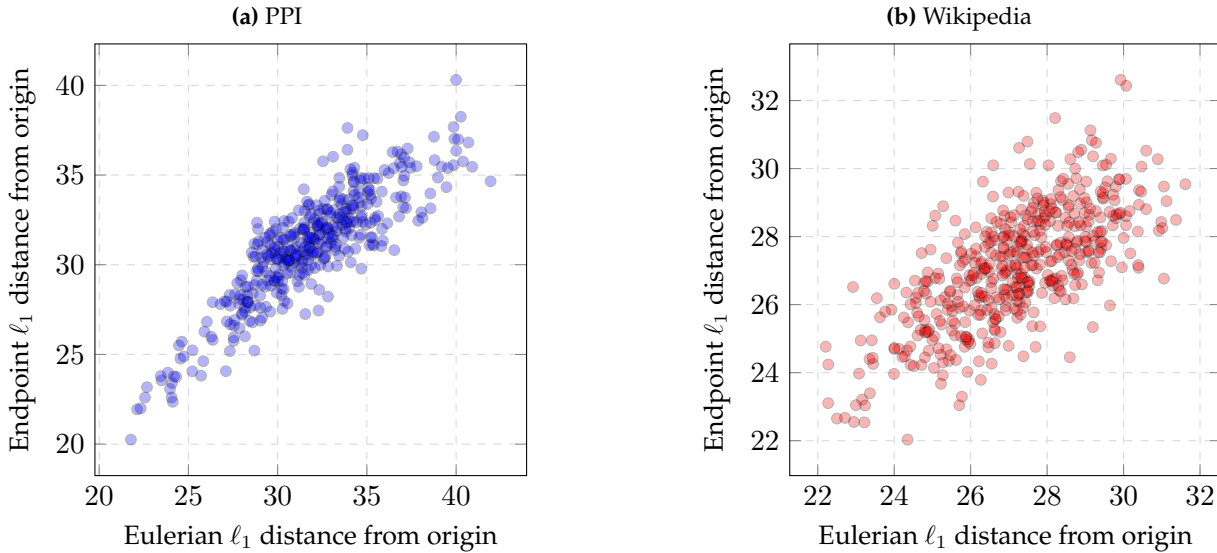 (a) PPI
40
35
30
25
20
20 25 30 35 40
Eulerian ℓ₁ distance from origin
Endpoint ℓ₁ distance from origin
(b) Wikipedia
32
30
28
26
24
22
22 24 26 28 30 32
Eulerian ℓ₁ distance from origin
Endpoint ℓ₁ distance from origin